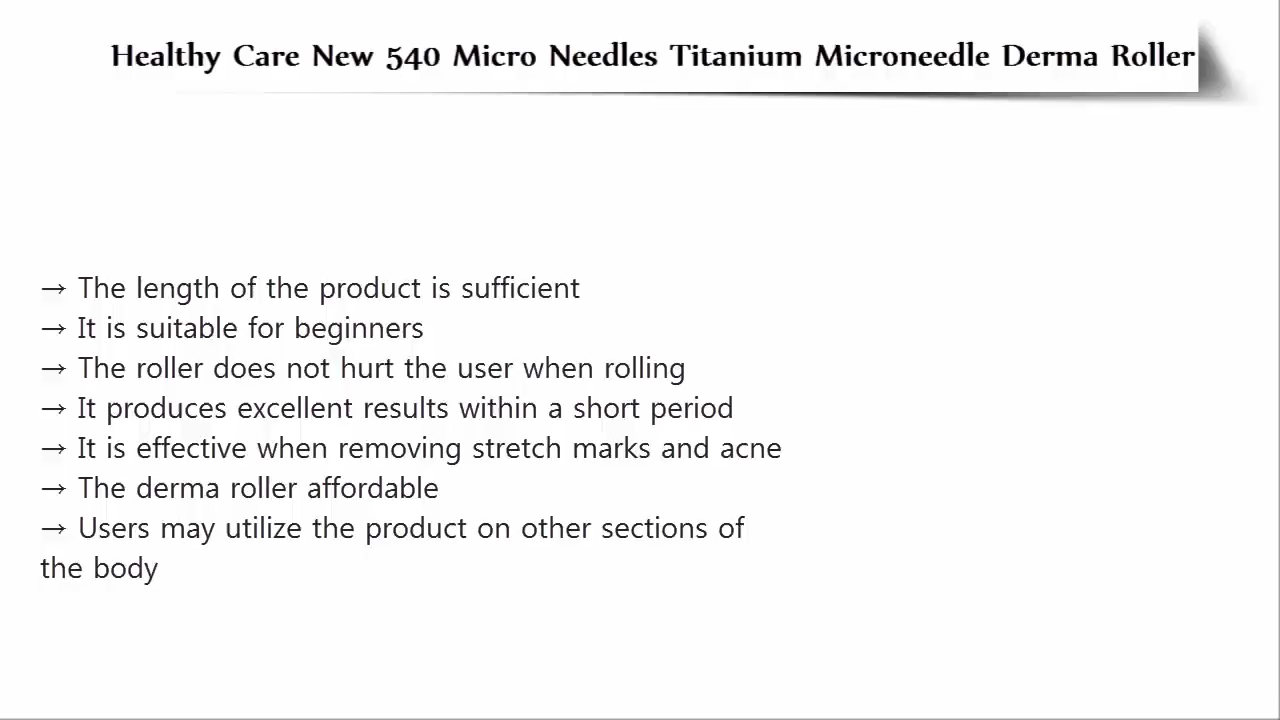 Healthy Care New 540 Micro Needles Titanium Microneedle Derma Roller
→ The length of the product is sufficient
→ It is suitable for beginners
→ The roller does not hurt the user when rolling
→ It produces excellent results within a short period
→ It is effective when removing stretch marks and acne
→ The derma roller affordable
→ Users may utilize the product on other sections of
the body